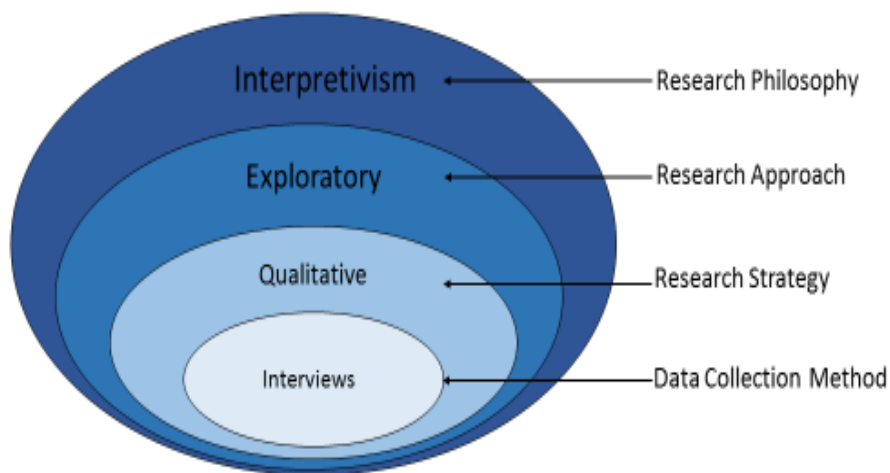 Interpretivism
Research Philosophy
Exploratory
Research Approach
Qualitative
Research Strategy
Interviews
Data Collection Method